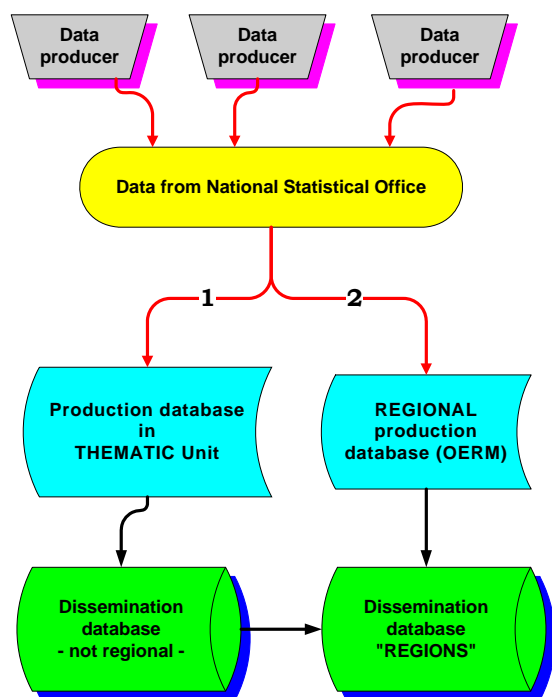 Data
producer
Data
producer
Data
producer
Data from National Statistical Office
1
2
Production database
in
THEMATIC Unit
REGIONAL
production
database (OERM)
Dissemination
database
- not regional -
Dissemination
database
"REGIONS"